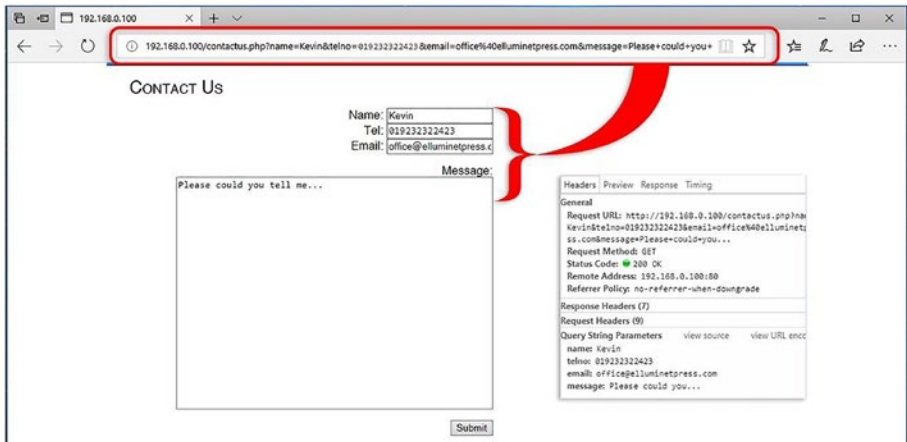 192.168.0.100
192.168.0.100/contactus.php?name=Kevin&telno=019232322423&email=office%40elluminetpress.com&message=Please+could+you+
CONTACT US
Name: Kevin
Tel: 019232322423
Email: office@elluminetpress.c
Message:
Please could you tell me...
Submit
Headers Preview Response Timing
General
Request URL: http://192.168.0.100/contactus.php?na
Kevin&telno=019232322423&email=office%40elluminetp
ss.com&message=Please+could+you...
Request Method: GET
Status Code: 200 OK
Remote Address: 192.168.0.100:80
Referrer Policy: no-referrer-when-downgrade
Response Headers (7)
Request Headers (9)
Query String Parameters view source view URL enco
name: Kevin
telno: 019232322423
email: office@elluminetpress.com
message: Please could you...